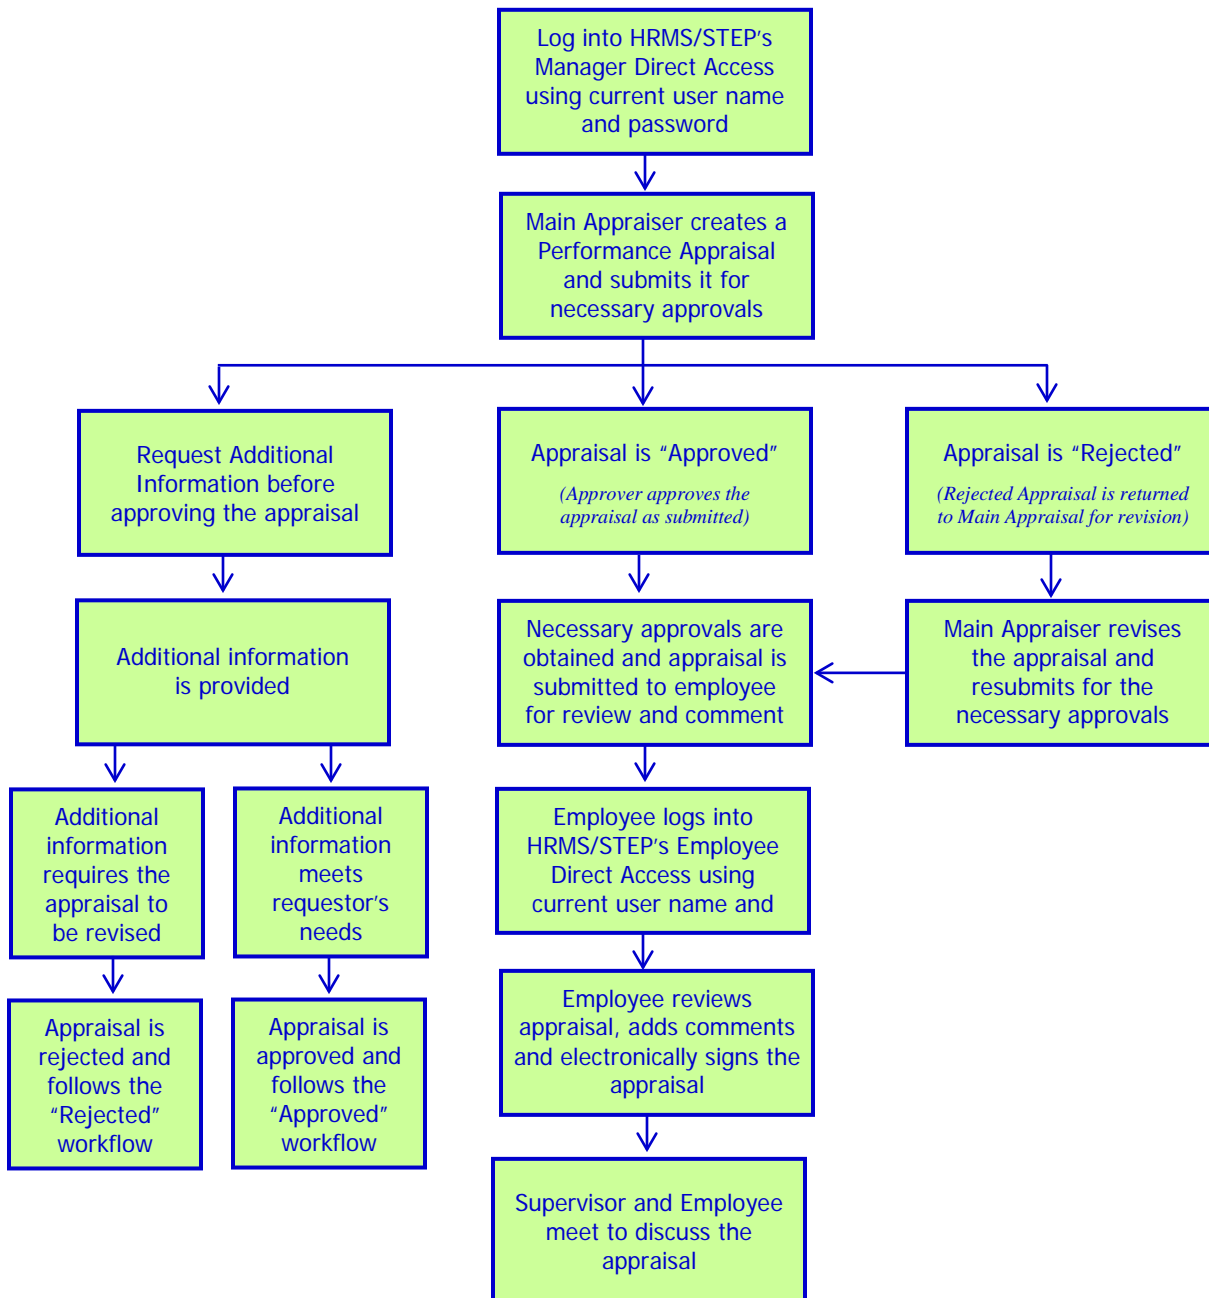 Log into HRMS/STEP’s
Manager Direct Access
using current user name
and password
Main Appraiser creates a
Performance Appraisal
and submits it for
necessary approvals
Request Additional
Information before
approving the appraisal
Appraisal is “Approved”
(Approver approves the
appraisal as submitted)
Appraisal is “Rejected”
(Rejected Appraisal is returned
to Main Appraisal for revision)
Additional information
is provided
Necessary approvals are
obtained and appraisal is
submitted to employee
for review and comment
Main Appraiser revises
the appraisal and
resubmits for the
necessary approvals
Additional
information
requires the
appraisal to
be revised
Additional
information
meets
requestor’s
needs
Employee logs into
HRMS/STEP’s Employee
Direct Access using
current user name and
Appraisal is
rejected and
follows the
“Rejected”
workflow
Appraisal is
approved and
follows the
“Approved”
workflow
Employee reviews
appraisal, adds comments
and electronically signs the
appraisal
Supervisor and Employee
meet to discuss the
appraisal